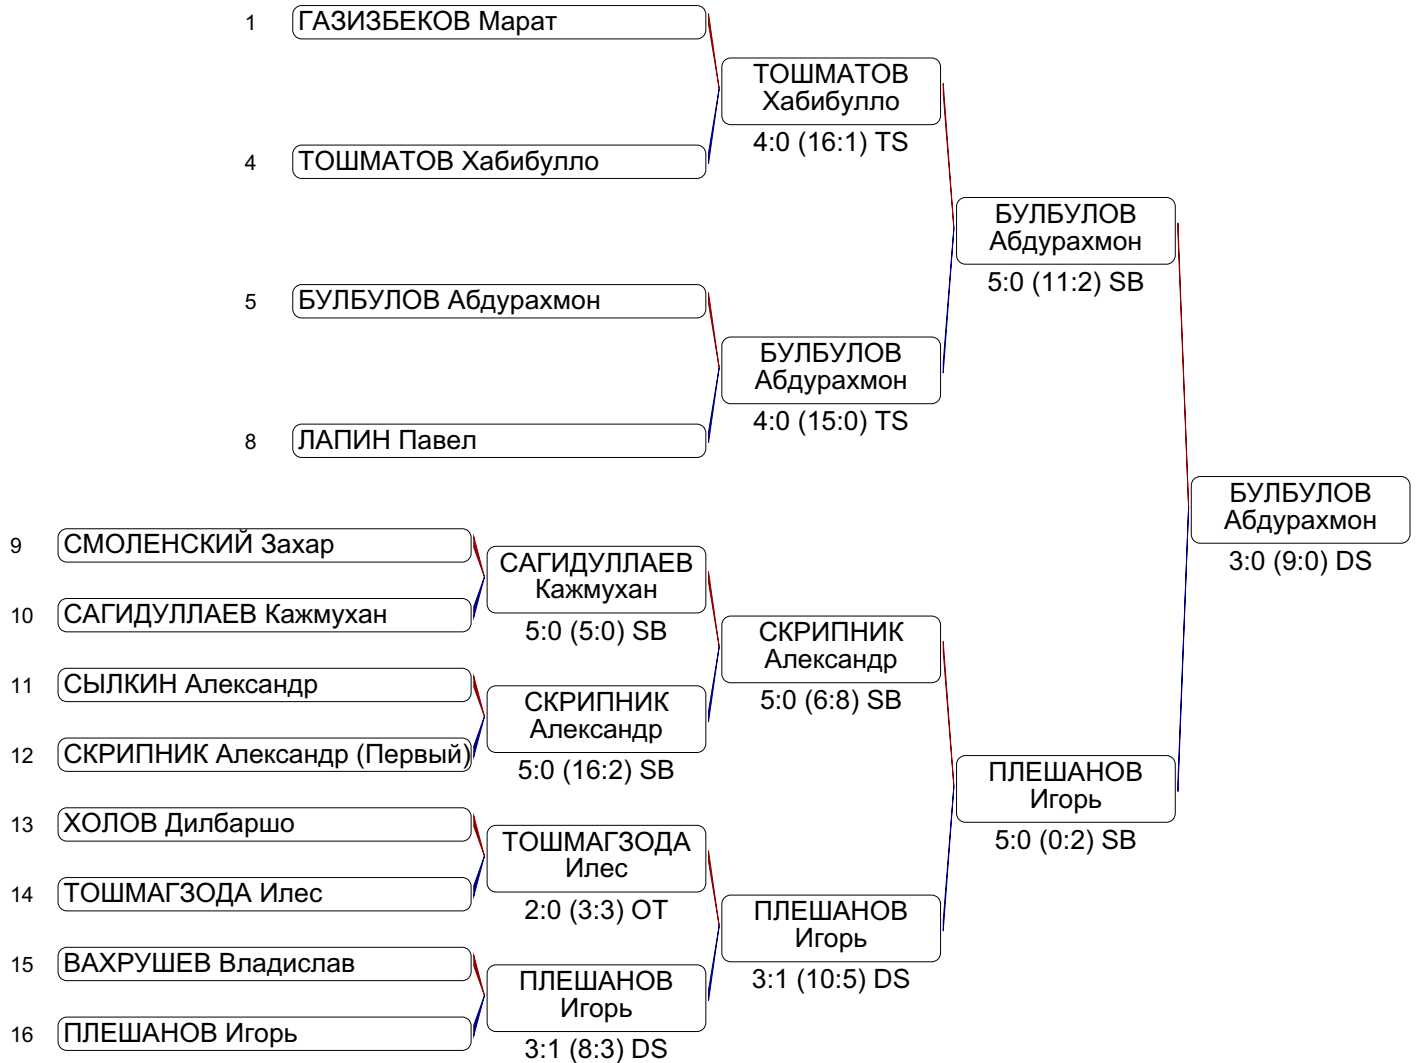 1 ГАЗИЗБЕКОВ Марат
ТОШМАТОВ
Хабибулло
4:0 (16:1) TS
4 ТОШМАТОВ Хабибулло
БУЛБУЛОВ
Абдурахмон
5:0 (11:2) SB
5 БУЛБУЛОВ Абдурахмон
БУЛБУЛОВ
Абдурахмон
4:0 (15:0) TS
8 ЛАПИН Павел
БУЛБУЛОВ
Абдурахмон
3:0 (9:0) DS
9 СМОЛЕНСКИЙ Захар
САГИДУЛЛАЕВ
Кажмухан
5:0 (5:0) SB
10 САГИДУЛЛАЕВ Кажмухан
СКРИПНИК
Александр
5:0 (6:8) SB
11 СЫЛКИН Александр
СКРИПНИК
Александр
5:0 (16:2) SB
12 СКРИПНИК Александр (Первый)
ПЛЕШАНОВ
Игорь
5:0 (0:2) SB
13 ХОЛОВ Дилбаршо
ТОШМАГЗОДА
Илес
2:0 (3:3) OT
14 ТОШМАГЗОДА Илес
ПЛЕШАНОВ
Игорь
3:1 (10:5) DS
15 ВАХРУШЕВ Владислав
ПЛЕШАНОВ
Игорь
3:1 (8:3) DS
16 ПЛЕШАНОВ Игорь